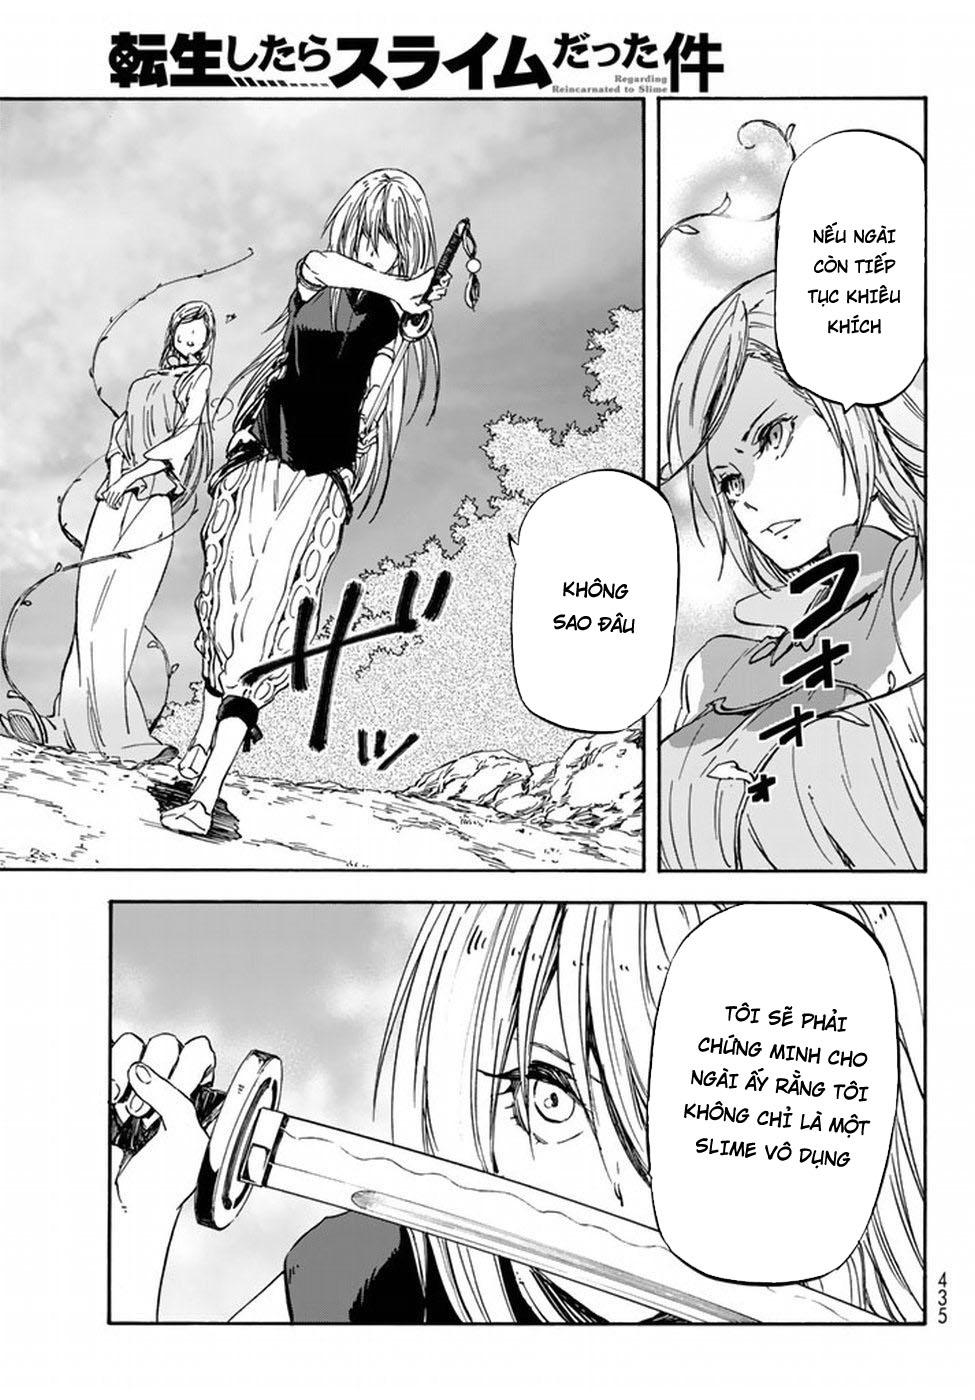 転生したらスライムだった件
Regarding
Reincarnated to Slime
NẾU NGÀI
CÒN TIẾP
TỤC KHIÊU
KHÍCH
ゴォォォ
KHÔNG
SAO ĐÂU
ザッ
TÔI SẼ PHẢI
CHỨNG MINH CHO
NGÀI ẤY RẰNG TÔI
KHÔNG CHỈ LÀ MỘT
SLIME VÔ DỤNG
435